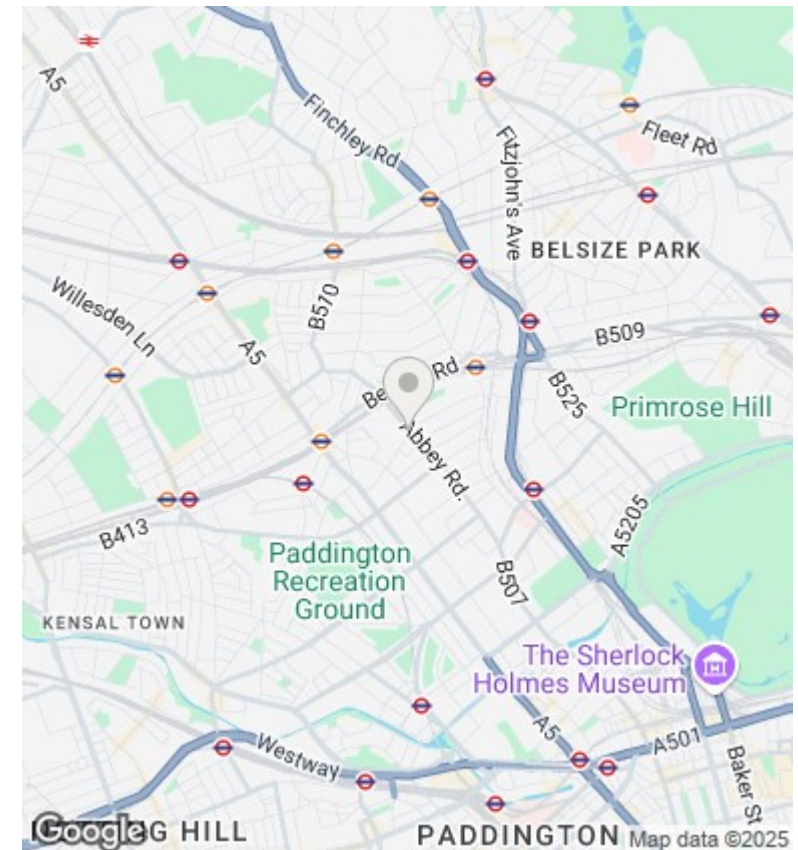 A5
Finchley Rd
Fitzjohn's Ave
Fleet Rd
BELSIZE PARK
Willesden Ln
B570
A5
B509
Rd
B525
Primrose Hill
Abbey Rd.
B413
A5205
Paddington
Recreation
Ground
B507
KENSAL TOWN
The Sherlock
Holmes Museum
Westway
A5
A501
Baker St
HILL
PADDINGTON
Google
Map data ©2025